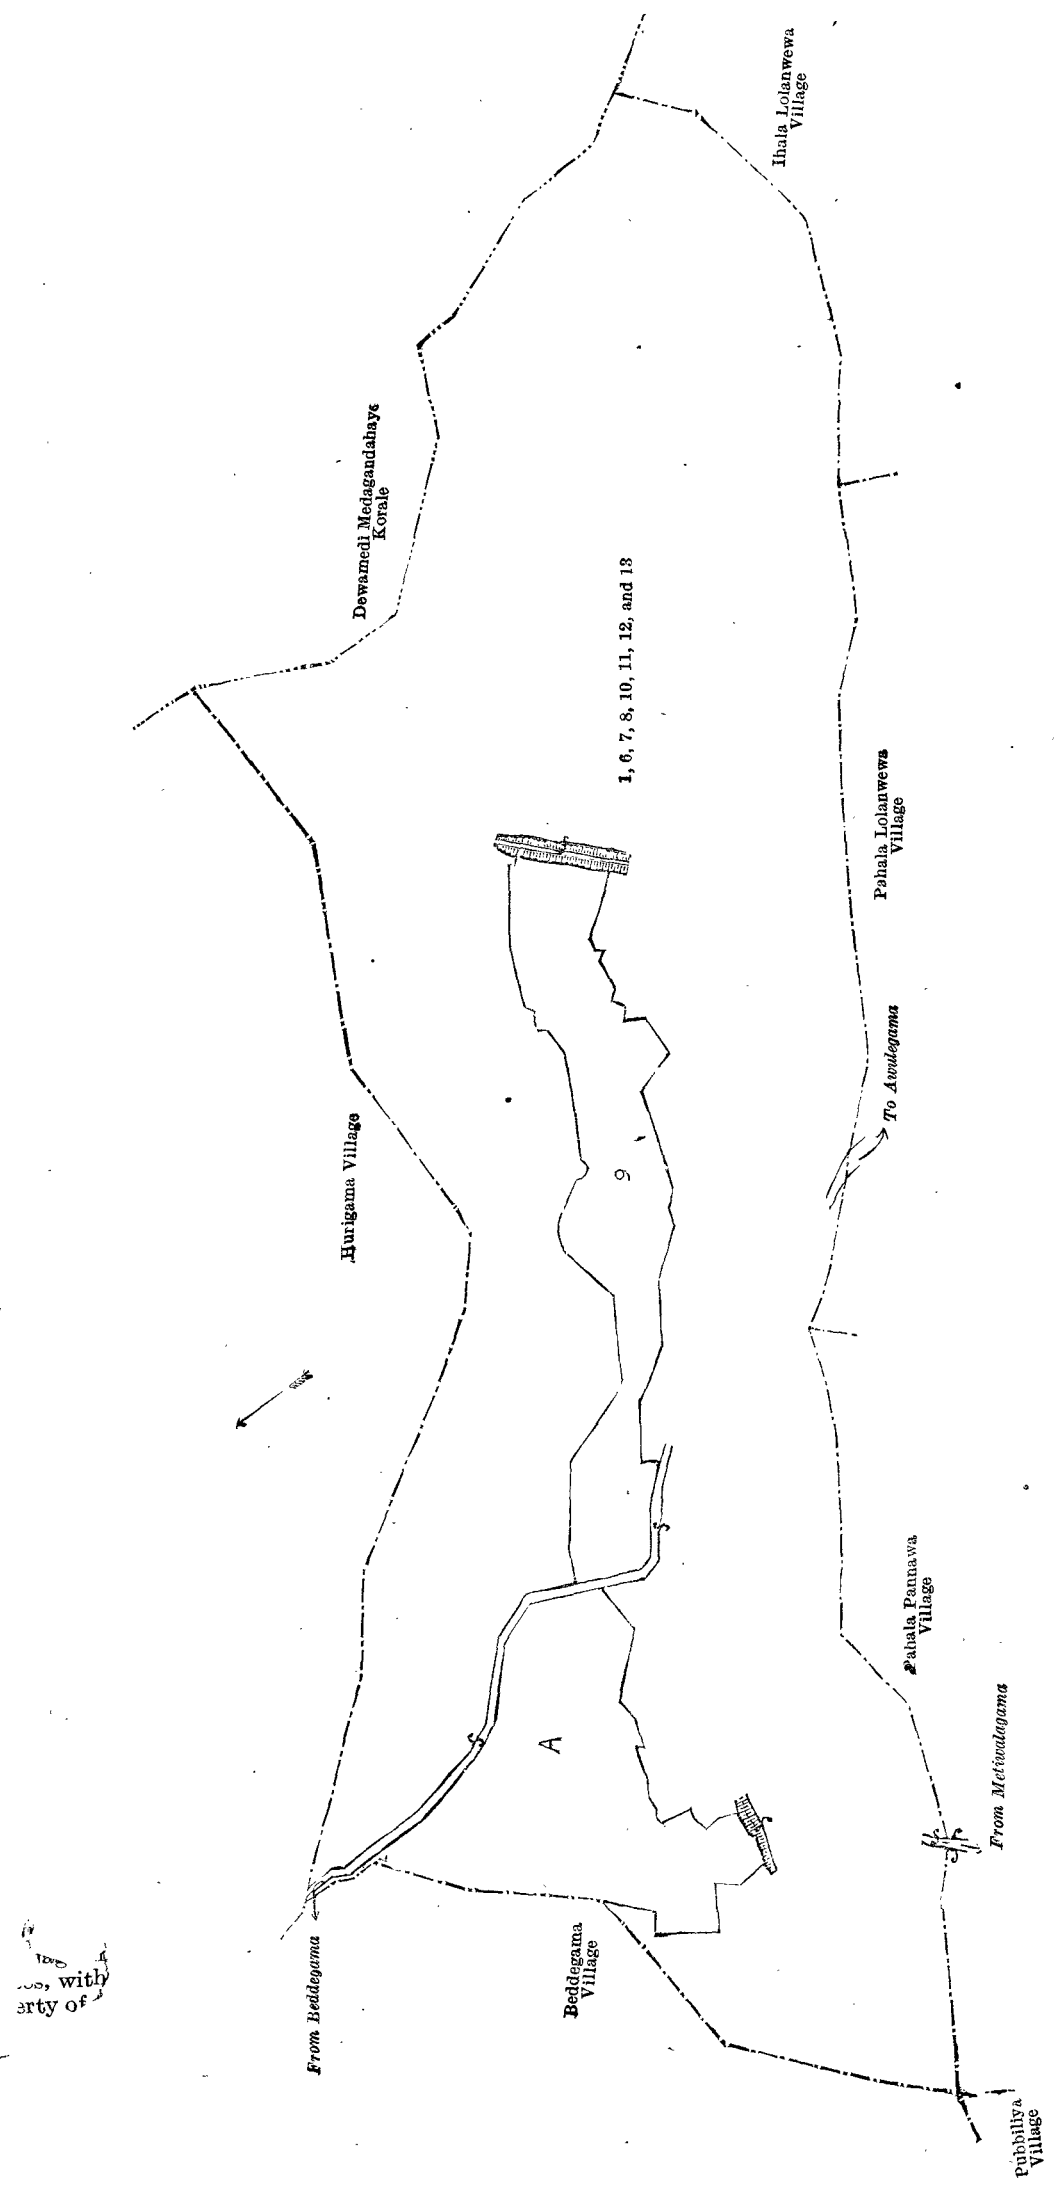 Ihala Lolanwewa
Village
Dewamedi Medagandahaye
Korale
1, 6, 7, 8, 10, 11, 12, and 13
Pahala Lolanwewa
Village
To Awulegama
Hurigama Village
9
Pahala Pannawa
Village
A
From Metiwalagama
From Beddegama
Beddegama
Village
Pubbiliya
Village
with
erty of